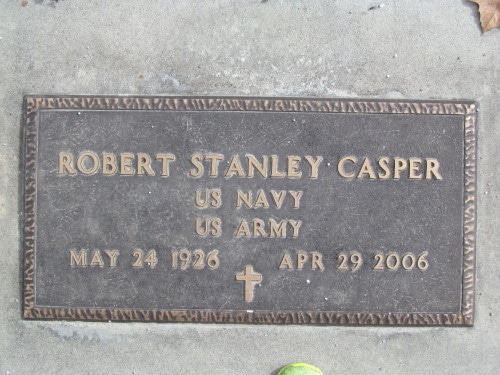 ROBERT STANLEY CASPER
US NAVY
US ARMY
MAY 24 1926 APR 29 2006